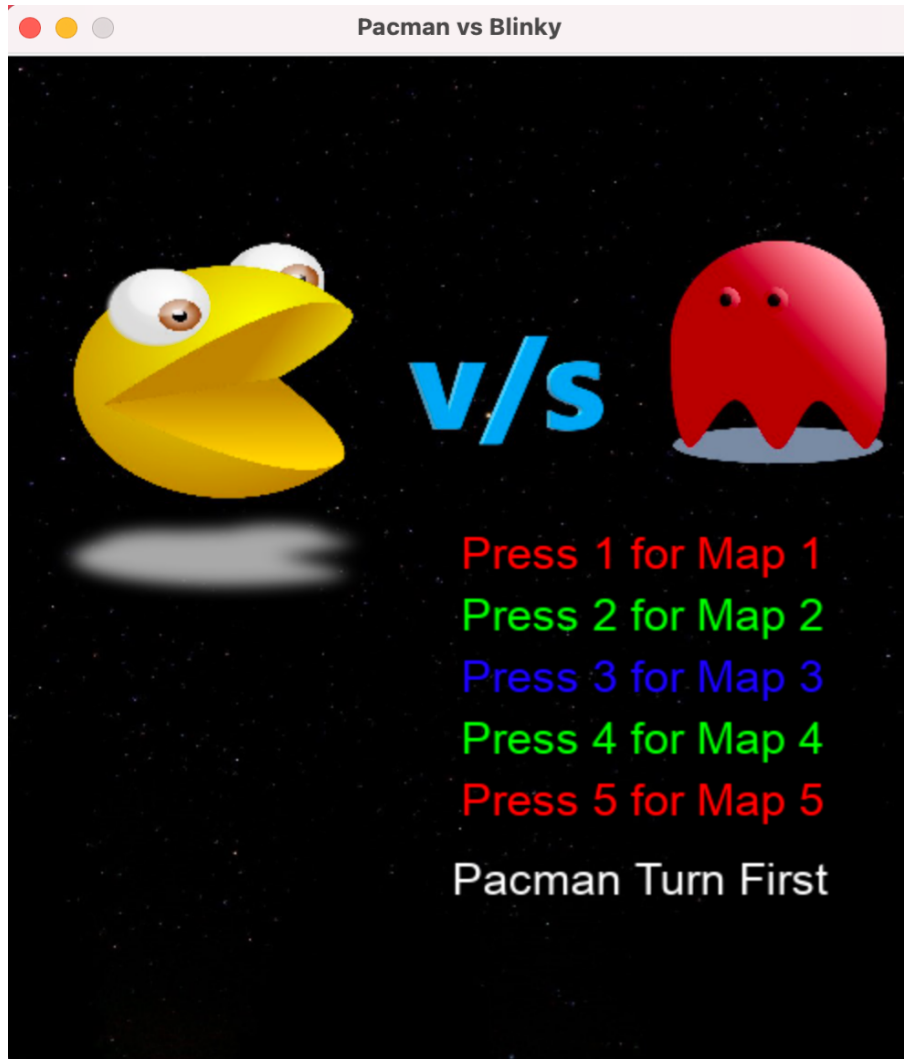 Pacman vs Blinky
v/s
Press 1 for Map 1
Press 2 for Map 2
Press 3 for Map 3
Press 4 for Map 4
Press 5 for Map 5
Pacman Turn First